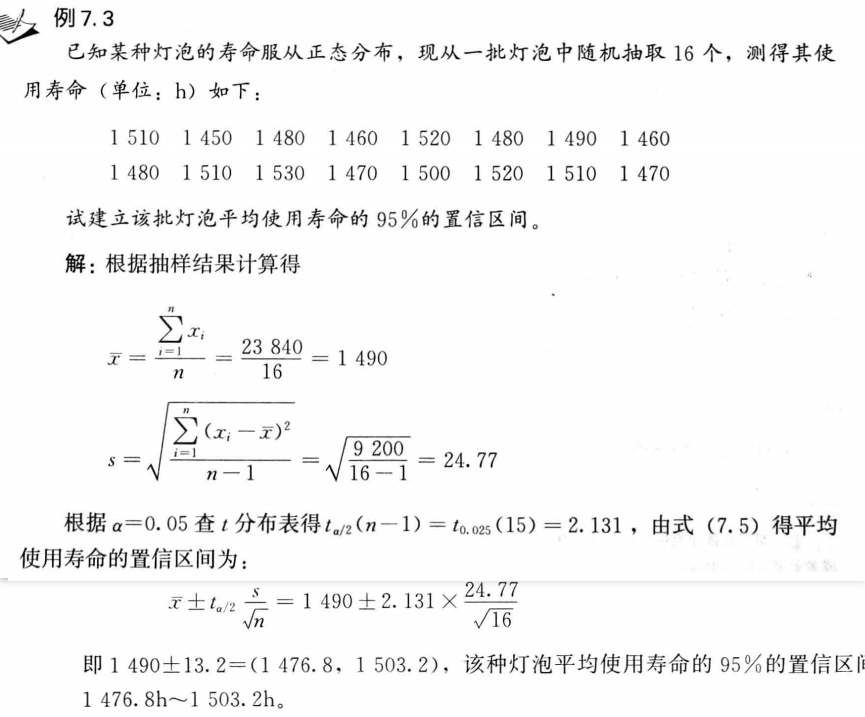 例 7.3
已知某种灯泡的寿命服从正态分布，现从一批灯泡中随机抽取 16 个，测得其使
用寿命（单位：h）如下：
1 510 1 450 1 480 1 460 1 520 1 480 1 490 1 460
1 480 1 510 1 530 1 470 1 500 1 520 1 510 1 470
试建立该批灯泡平均使用寿命的 95%的置信区间。
解：根据抽样结果计算得
x̄ = \frac{\sum_{i=1}^{n} x_i}{n} = \frac{23 840}{16} = 1 490
s = \sqrt{\frac{\sum_{i=1}^{n} (x_i - x̄)^2}{n-1}} = \sqrt{\frac{9 200}{16-1}} = 24.77
根据 α=0.05 查 t 分布表得 t_{α/2}(n-1) = t_{0.025}(15) = 2.131，由式（7.5）得平均
使用寿命的置信区间为：
x̄ ± t_{α/2} \frac{s}{\sqrt{n}} = 1 490 ± 2.131 × \frac{24.77}{\sqrt{16}}
即 1 490±13.2=(1 476.8，1 503.2)，该种灯泡平均使用寿命的 95%的置信区
1 476.8h～1 503.2h。